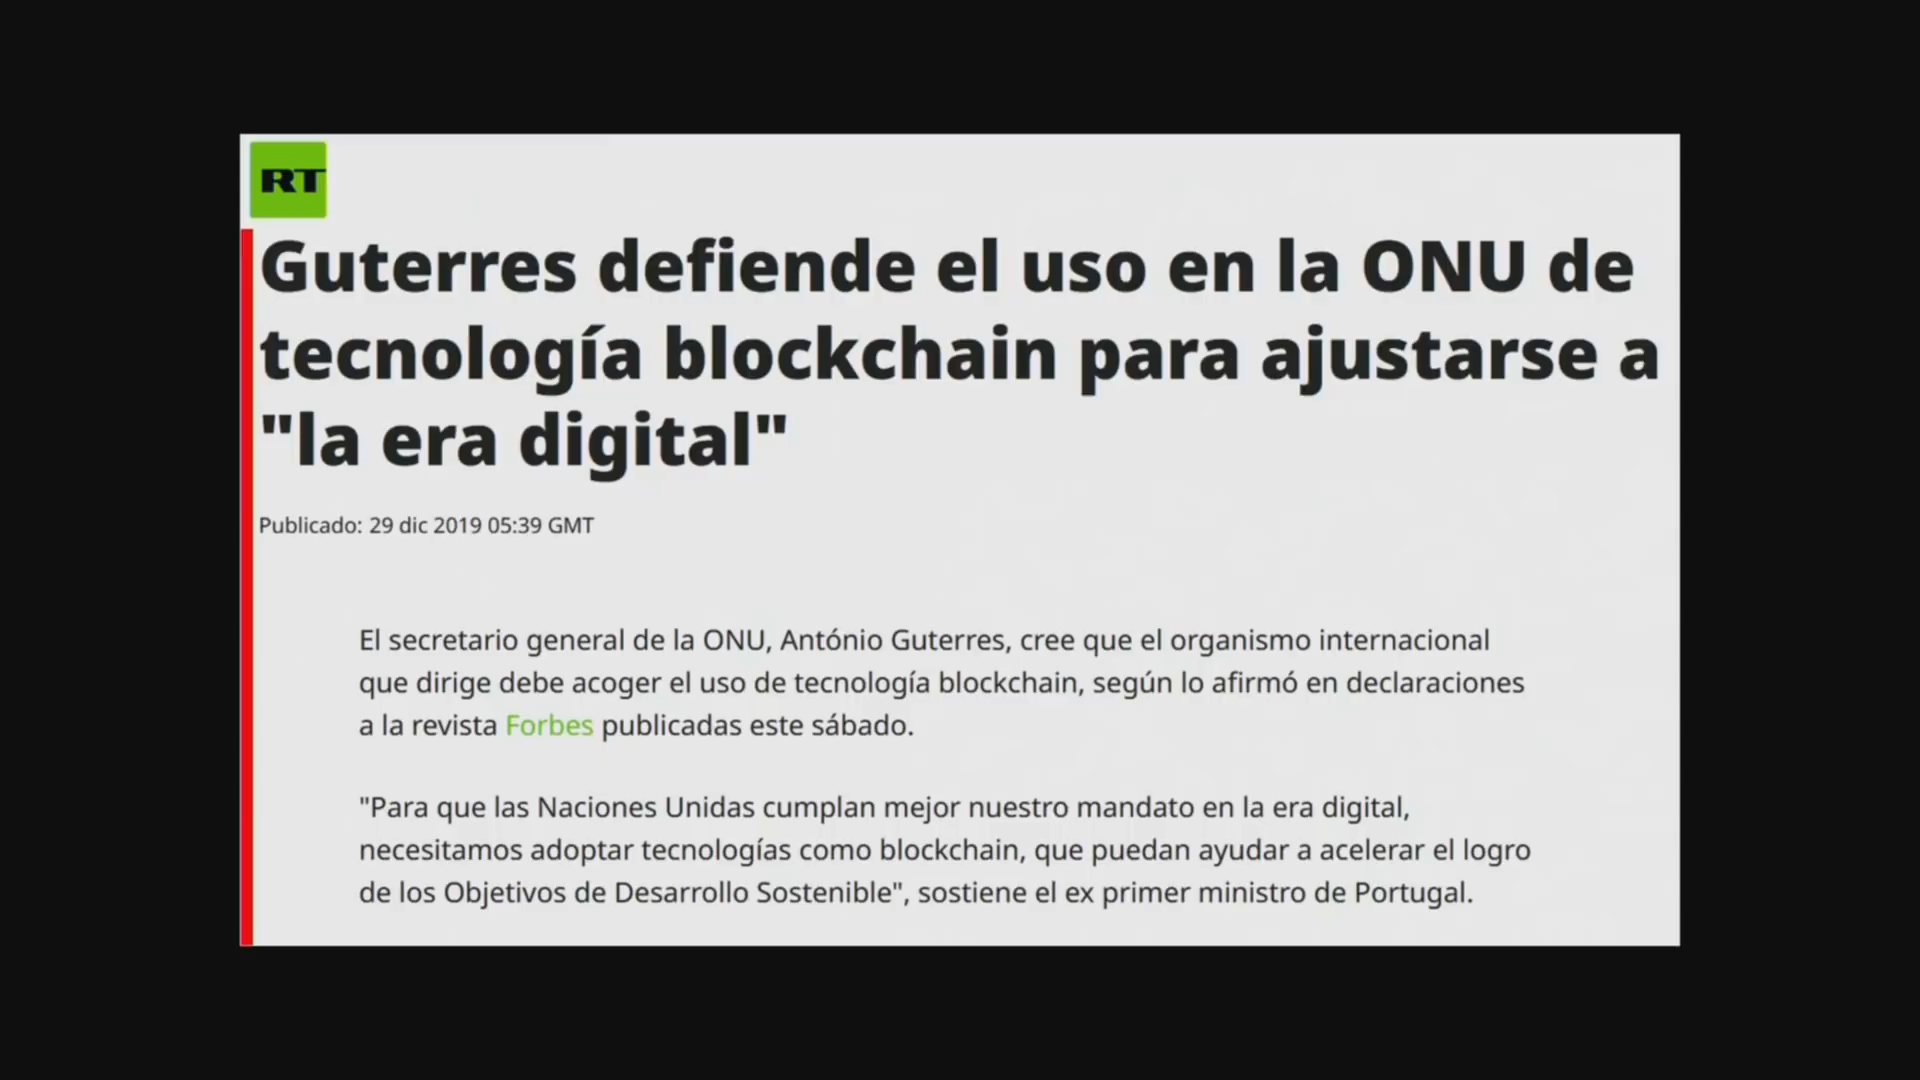 RT
Guterres defiende el uso en la ONU de
tecnología blockchain para ajustarse a
"la era digital"
Publicado: 29 dic 2019 05:39 GMT
El secretario general de la ONU, António Guterres, cree que el organismo internacional
que dirige debe acoger el uso de tecnología blockchain, según lo afirmó en declaraciones
a la revista Forbes publicadas este sábado.
"Para que las Naciones Unidas cumplan mejor nuestro mandato en la era digital,
necesitamos adoptar tecnologías como blockchain, que puedan ayudar a acelerar el logro
de los Objetivos de Desarrollo Sostenible", sostiene el ex primer ministro de Portugal.